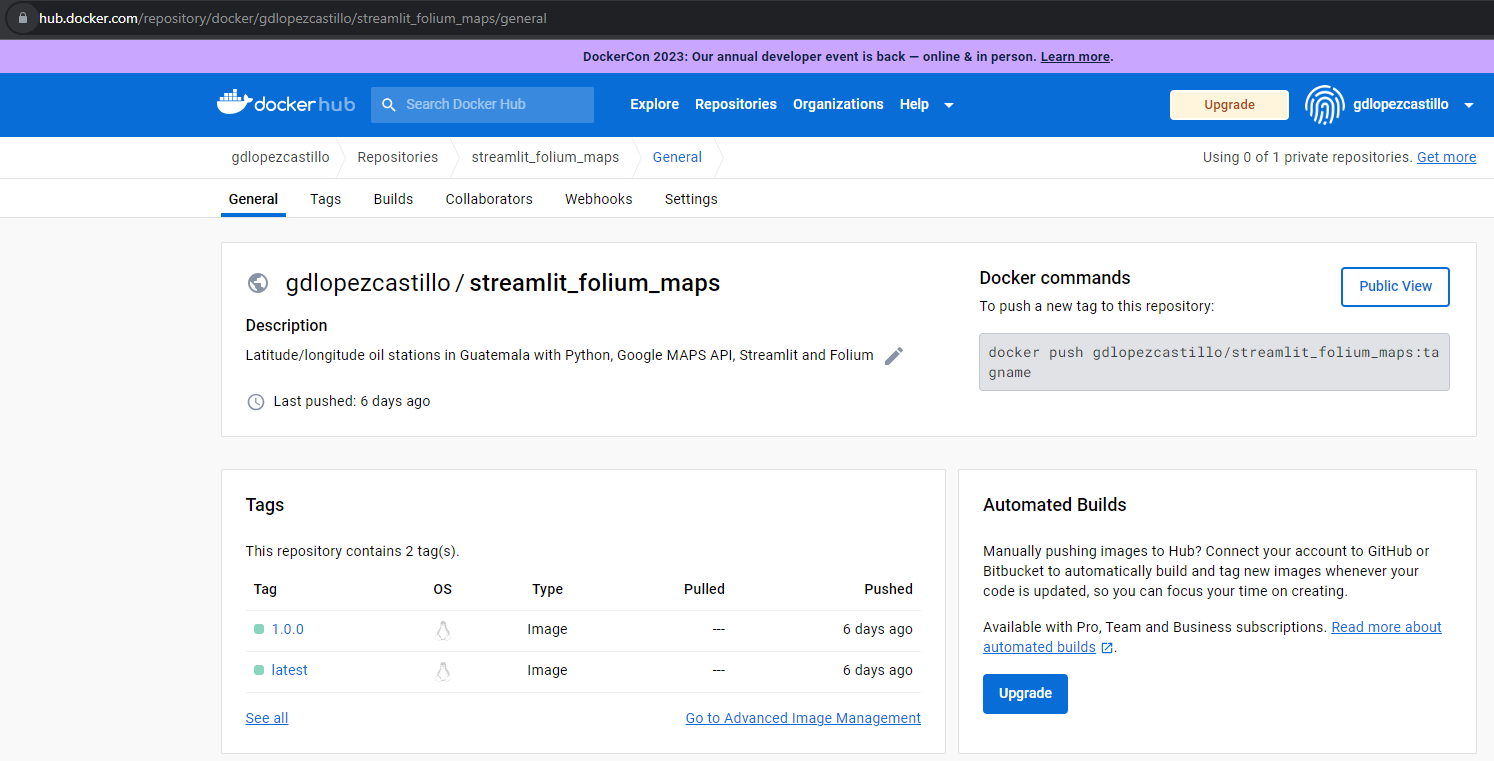 hub.docker.com/repository/docker/gdlopezcastillo/streamlit_folium_maps/general
DockerCon 2023: Our annual developer event is back — online & in person. Learn more.
dockerhub
Search Docker Hub
Explore
Repositories
Organizations
Help
Upgrade
gdlopezcastillo
gdlopezcastillo
Repositories
streamlit_folium_maps
General
Using 0 of 1 private repositories. Get more
General
Tags
Builds
Collaborators
Webhooks
Settings
gdlopezcastillo / streamlit_folium_maps
Description
Latitude/longitude oil stations in Guatemala with Python, Google MAPS API, Streamlit and Folium
Last pushed: 6 days ago
Docker commands
Public View
To push a new tag to this repository:
docker push gdlopezcastillo/streamlit_folium_maps:ta
gname
Tags
This repository contains 2 tag(s).
Tag OS Type Pulled Pushed
1.0.0 Image --- 6 days ago
latest Image --- 6 days ago
See all
Go to Advanced Image Management
Automated Builds
Manually pushing images to Hub? Connect your account to GitHub or
Bitbucket to automatically build and tag new images whenever your
code is updated, so you can focus your time on creating.
Available with Pro, Team and Business subscriptions. Read more about
automated builds .
Upgrade